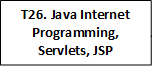 T26. Java Internet
Programming,
Servlets, JSP